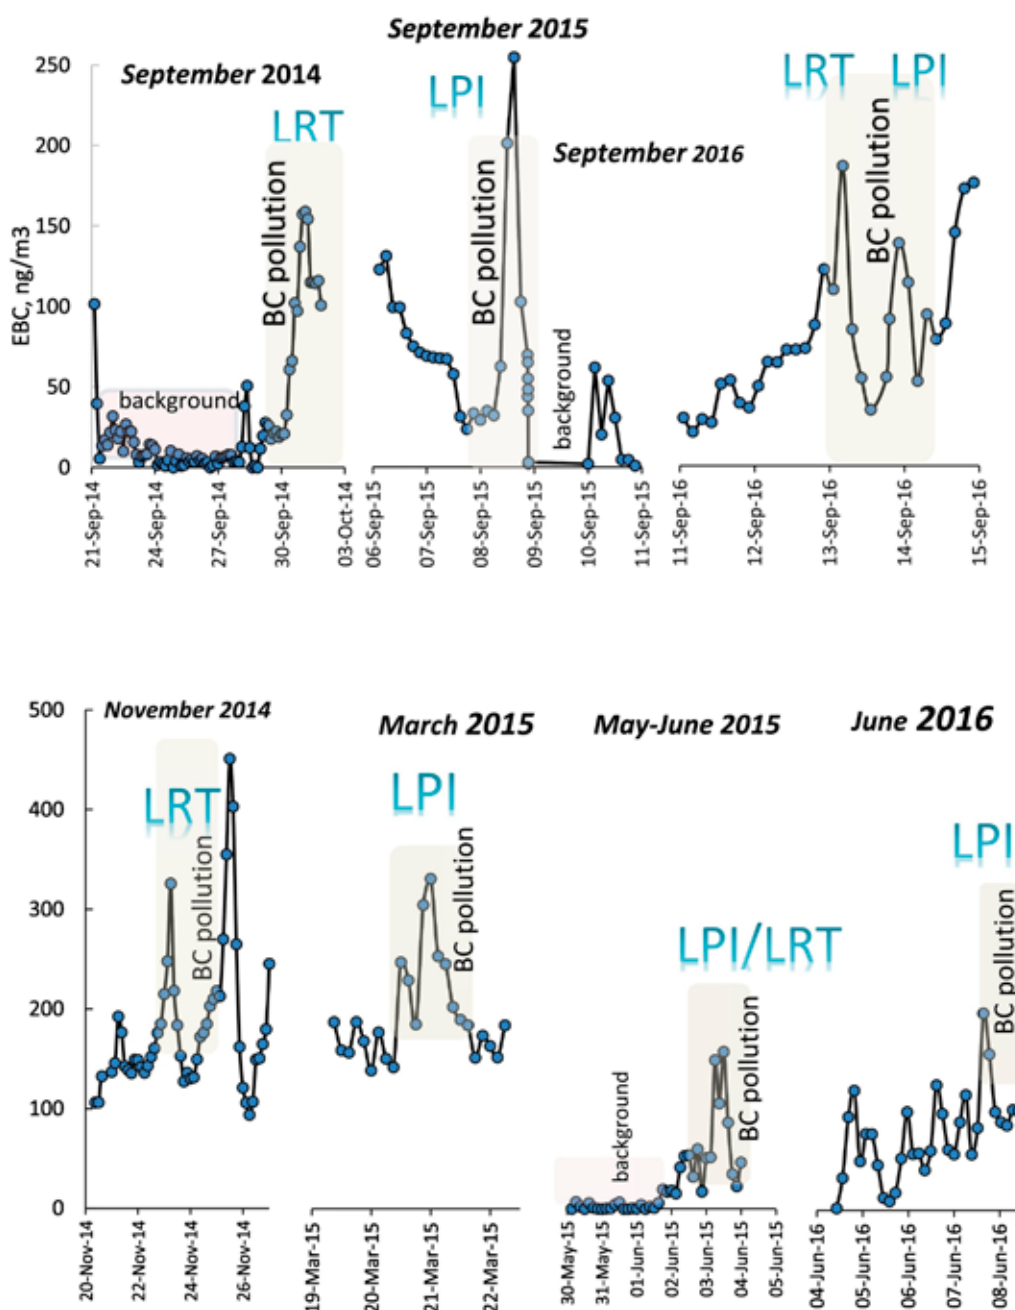 September 2015
September 2014
LPI
LRT
LPI
LRT
September 2016
EBC, ng/m3
250
200
150
100
50
0
BC pollution
BC pollution
BC pollution
background
background
21-Sep-14
24-Sep-14
27-Sep-14
30-Sep-14
03-Oct-14
06-Sep-15
07-Sep-15
08-Sep-15
09-Sep-15
10-Sep-15
11-Sep-15
11-Sep-16
12-Sep-16
13-Sep-16
14-Sep-16
15-Sep-16
November 2014
March 2015
May-June 2015
June 2016
500
400
300
200
100
0
LRT
LPI
LPI/LRT
LPI
BC pollution
BC pollution
BC pollution
BC pollution
background
20-Nov-14
22-Nov-14
24-Nov-14
26-Nov-14
19-Mar-15
20-Mar-15
21-Mar-15
22-Mar-15
30-May-15
31-May-15
01-Jun-15
02-Jun-15
03-Jun-15
04-Jun-15
05-Jun-15
04-Jun-16
05-Jun-16
06-Jun-16
07-Jun-16
08-Jun-16